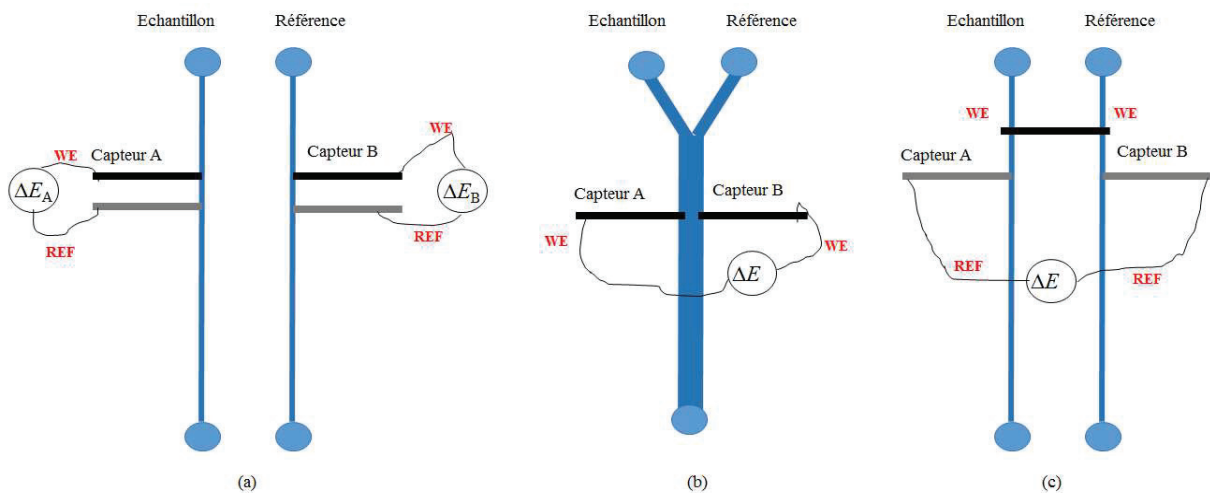 Echantillon
Référence
WE
Capteur A
ΔE_A
REF
WE
Capteur B
ΔE_B
REF
(a)
Echantillon
Référence
Capteur A
Capteur B
WE
WE
ΔE
(b)
Echantillon
Référence
WE
WE
Capteur A
Capteur B
REF
ΔE
REF
(c)